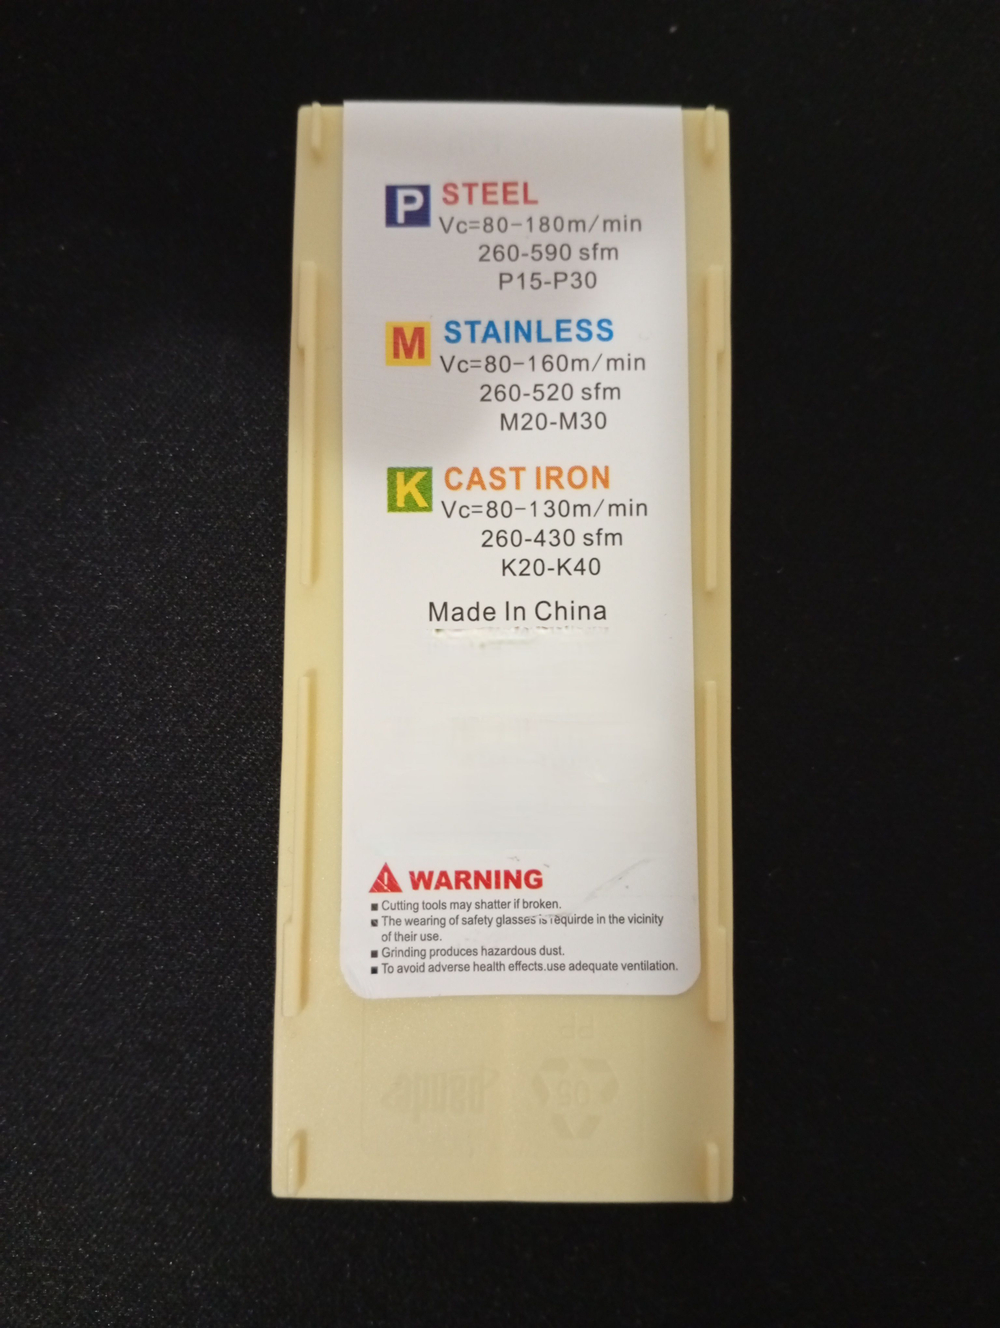 P STEEL
Vc=80-180m/min
260-590 sfm
P15-P30
M STAINLESS
Vc=80-160m/min
260-520 sfm
M20-M30
K CAST IRON
Vc=80-130m/min
260-430 sfm
K20-K40
Made In China
WARNING
Cutting tools may shatter if broken.
The wearing of safety glasses is requirde in the vicinity
of their use.
Grinding produces hazardous dust.
To avoid adverse health effects.use adequate ventilation.